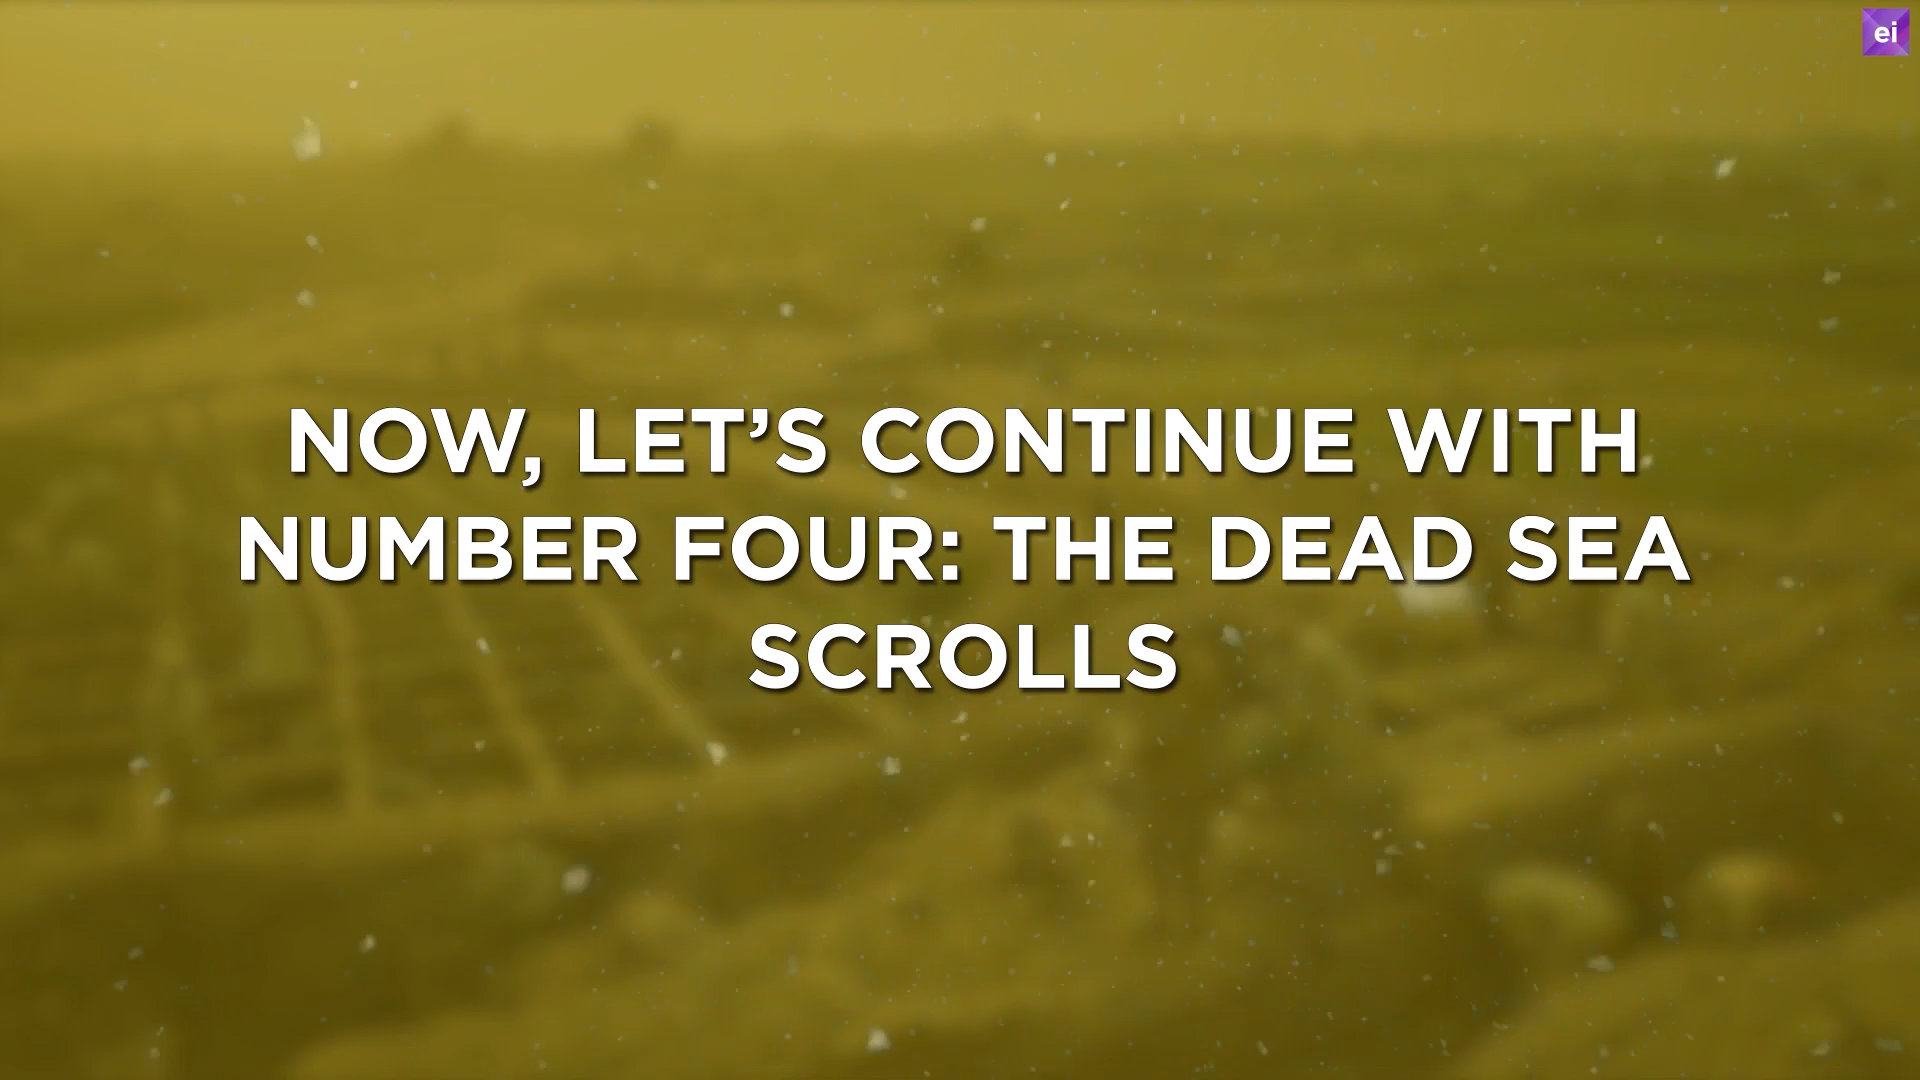 ei
NOW, LET’S CONTINUE WITH
NUMBER FOUR: THE DEAD SEA
SCROLLS